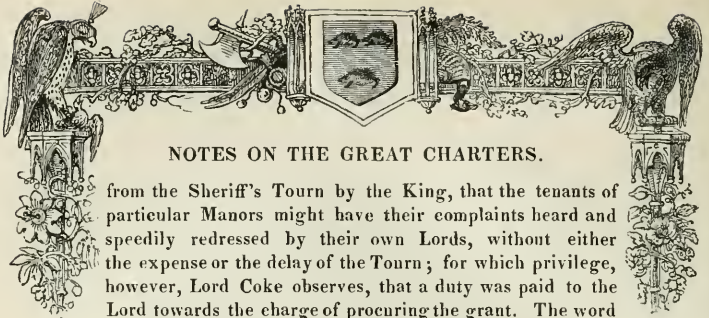 NOTES ON THE GREAT CHARTERS.
from the Sheriff's Tourn by the King, that the tenants of
particular Manors might have their complaints heard and
speedily redressed by their own Lords, without either
the expense or the delay of the Tourn; for which privilege,
however, Lord Coke observes, that a duty was paid to the
Lord towards the charge of procuring the grant. The word